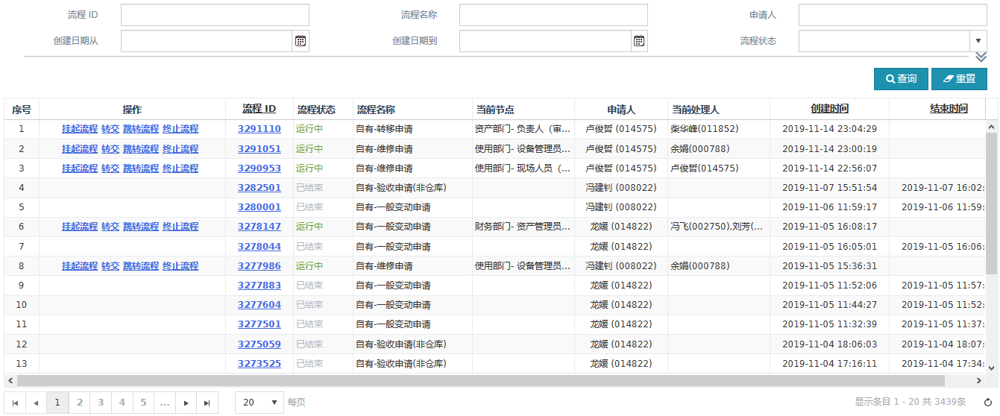 流程 ID 流程名称 申请人
创建日期从 创建日期到 流程状态
查询 重置
序号 操作 流程 ID 流程状态 流程名称 当前节点 申请人 当前处理人 创建时间 结束时间
1 挂起流程 转交 跳转流程 终止流程 3291110 运行中 自有-转移申请 资产部门- 负责人（审... 卢俊哲 (014575) 柴华峰(011852) 2019-11-14 23:04:29
2 挂起流程 转交 跳转流程 终止流程 3291051 运行中 自有-维修申请 使用部门- 设备管理员... 卢俊哲 (014575) 余娟(000788) 2019-11-14 23:00:19
3 挂起流程 转交 跳转流程 终止流程 3290953 运行中 自有-维修申请 使用部门- 现场人员（... 卢俊哲 (014575) 卢俊哲(014575) 2019-11-14 22:56:07
4 3282501 已结束 自有-验收申请(非仓库) 冯建钊 (008022) 2019-11-07 15:51:54 2019-11-07 16:02:
5 3280001 已结束 自有-一般变动申请 冯建钊 (008022) 2019-11-06 11:59:17 2019-11-06 11:59:
6 挂起流程 转交 跳转流程 终止流程 3278147 运行中 自有-一般变动申请 财务部门- 资产管理员... 龙媛 (014822) 冯飞(002750),刘芳(... 2019-11-05 16:08:17
7 3278044 已结束 自有-一般变动申请 龙媛 (014822) 2019-11-05 16:05:01 2019-11-05 16:06:
8 挂起流程 转交 跳转流程 终止流程 3277986 运行中 自有-维修申请 使用部门- 设备管理员... 冯建钊 (008022) 余娟(000788) 2019-11-05 15:36:31
9 3277883 已结束 自有-一般变动申请 龙媛 (014822) 2019-11-05 11:52:06 2019-11-05 11:57:
10 3277604 已结束 自有-一般变动申请 龙媛 (014822) 2019-11-05 11:44:27 2019-11-05 11:52:
11 3277501 已结束 自有-一般变动申请 龙媛 (014822) 2019-11-05 11:32:39 2019-11-05 11:37:
12 3275059 已结束 自有-验收申请(非仓库) 龙媛 (014822) 2019-11-04 18:06:03 2019-11-04 18:07:
13 3273525 已结束 自有-验收申请(非仓库) 龙媛 (014822) 2019-11-04 17:16:11 2019-11-04 17:34:
1 2 3 4 5 ... 20 每页 显示条目 1 - 20 共 3439条